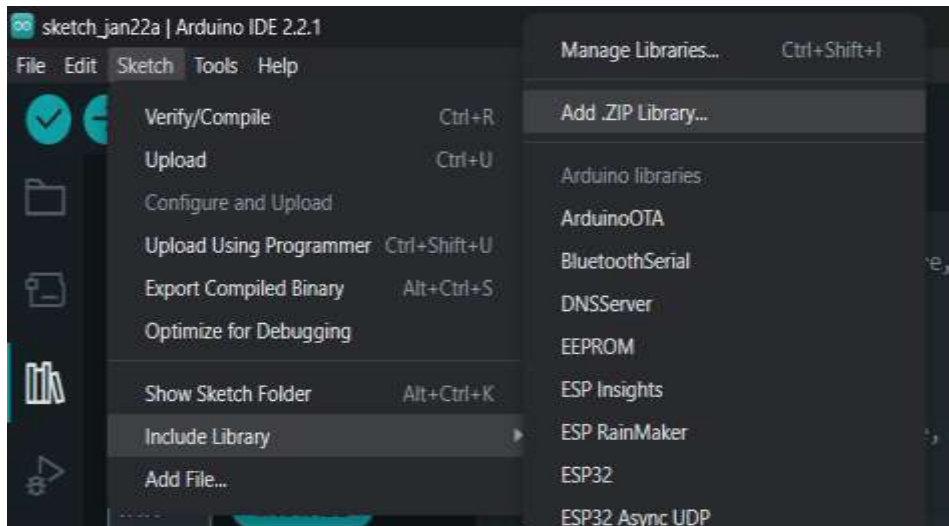 sketch_jan22a | Arduino IDE 2.2.1
File Edit Sketch Tools Help
Verify/Compile Ctrl+R
Upload Ctrl+U
Configure and Upload
Upload Using Programmer Ctrl+Shift+U
Export Compiled Binary Alt+Ctrl+S
Optimize for Debugging
Show Sketch Folder Alt+Ctrl+K
Include Library
Add File...
Manage Libraries... Ctrl+Shift+I
Add .ZIP Library...
Arduino libraries
ArduinoOTA
BluetoothSerial
DNSServer
EEPROM
ESP Insights
ESP RainMaker
ESP32
ESP32 Async UDP